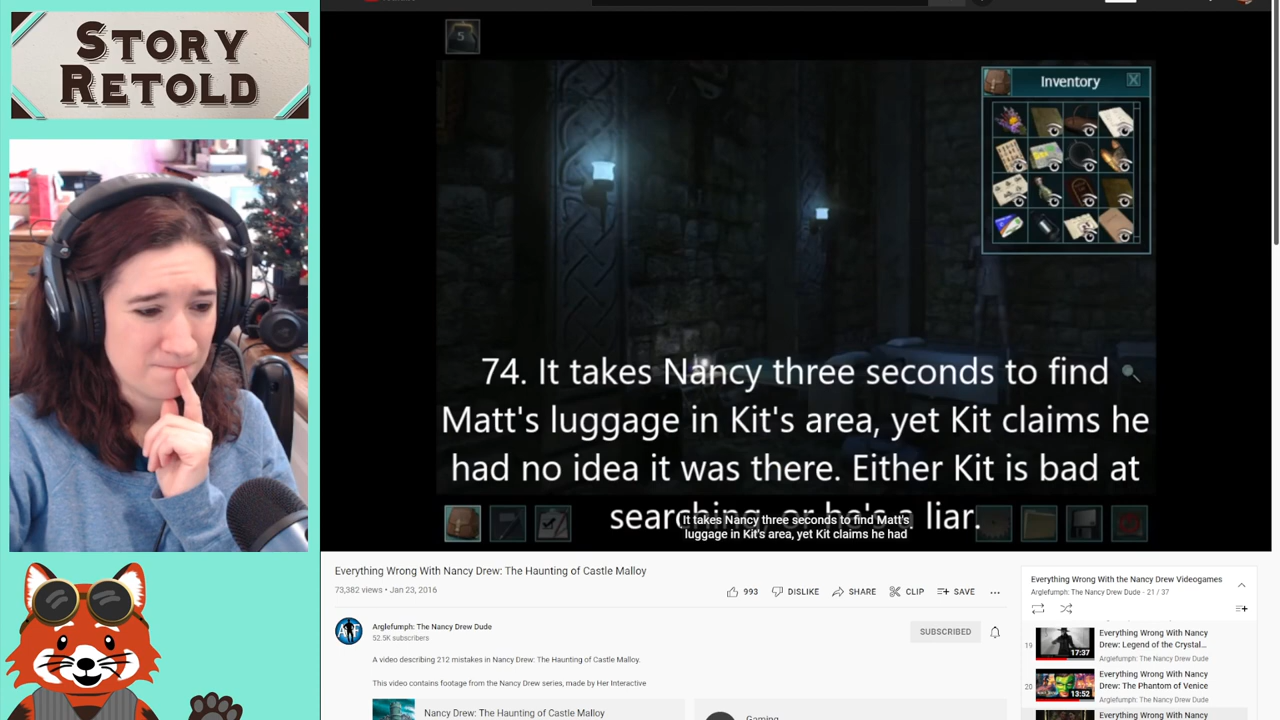 STORY
RETOLD
5
Inventory
74. It takes Nancy three seconds to find
Matt's luggage in Kit's area, yet Kit claims he
had no idea it was there. Either Kit is bad at
searching, or he's a liar.
It takes Nancy three seconds to find Matt's
luggage in Kit's area, yet Kit claims he had
Everything Wrong With Nancy Drew: The Haunting of Castle Malloy
73,382 views • Jan 23, 2016
993 DISLIKE SHARE CLIP SAVE
Arglefumph: The Nancy Drew Dude
52.5K subscribers
SUBSCRIBED
A video describing 212 mistakes in Nancy Drew: The Haunting of Castle Malloy.
This video contains footage from the Nancy Drew series, made by Her Interactive
Nancy Drew: The Haunting of Castle Malloy
Gaming
Everything Wrong With the Nancy Drew Videogames
Arglefumph: The Nancy Drew Dude - 21 / 37
19
17:37
Everything Wrong With Nancy
Drew: Legend of the Crystal...
Arglefumph: The Nancy Drew Dude
20
13:52
Everything Wrong With Nancy
Drew: The Phantom of Venice
Arglefumph: The Nancy Drew Dude
Everything Wrong With Nancy